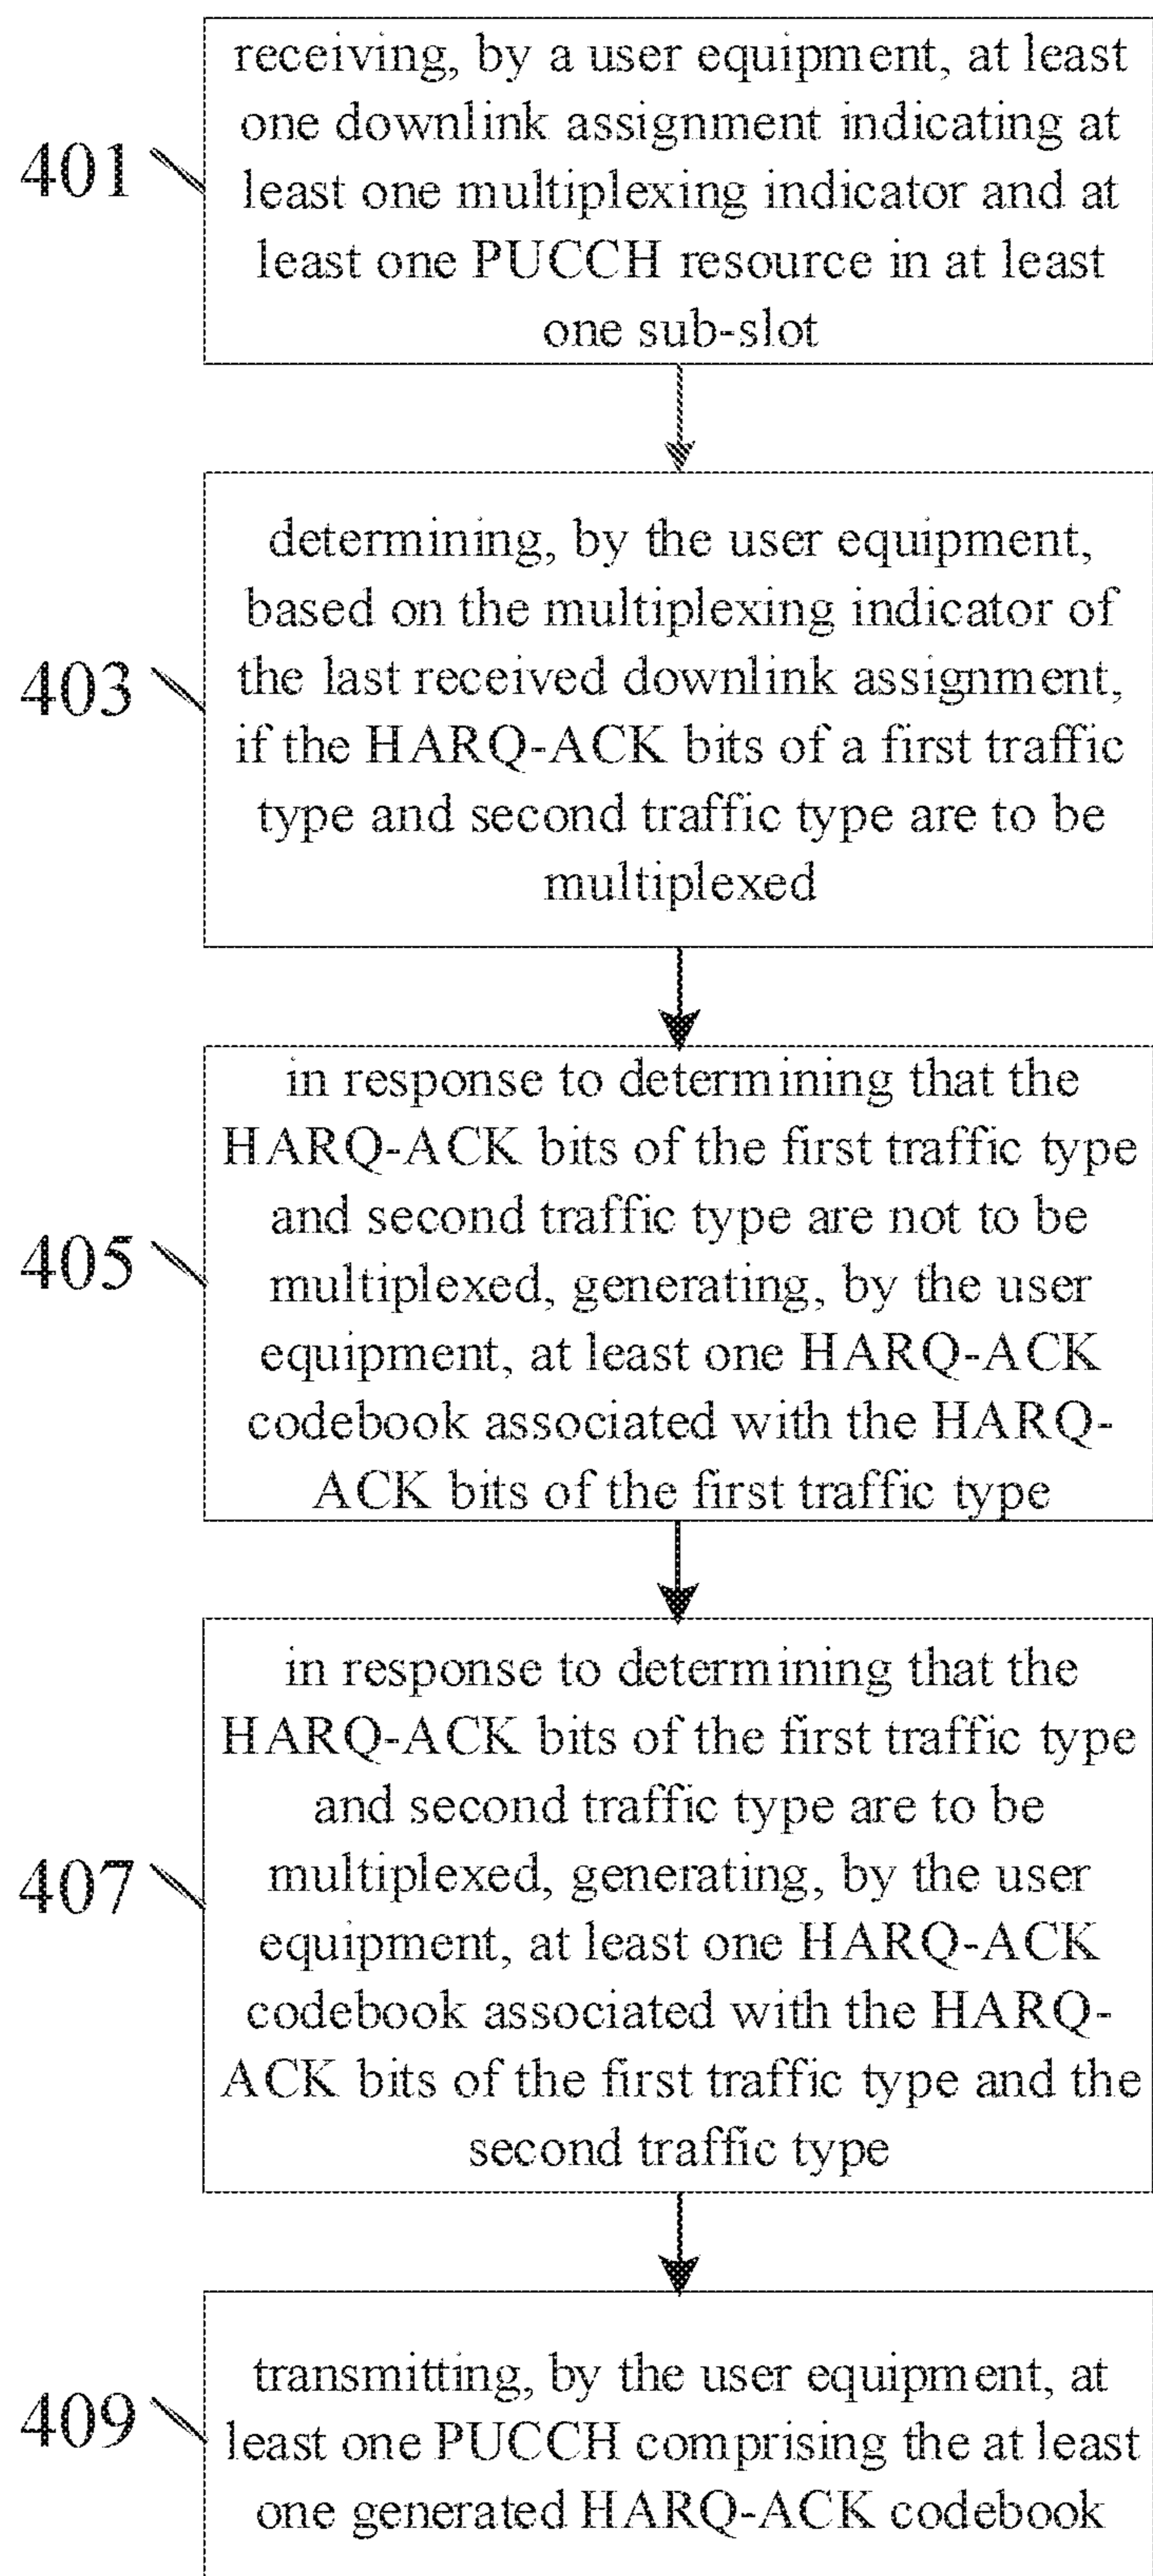 401
receiving, by a user equipment, at least
one downlink assignment indicating at
least one multiplexing indicator and at
least one PUCCH resource in at least
one sub-slot
403
determining, by the user equipment,
based on the multiplexing indicator of
the last received downlink assignment,
if the HARQ-ACK bits of a first traffic
type and second traffic type are to be
multiplexed
405
in response to determining that the
HARQ-ACK bits of the first traffic type
and second traffic type are not to be
multiplexed, generating, by the user
equipment, at least one HARQ-ACK
codebook associated with the HARQ-
ACK bits of the first traffic type
407
in response to determining that the
HARQ-ACK bits of the first traffic type
and second traffic type are to be
multiplexed, generating, by the user
equipment, at least one HARQ-ACK
codebook associated with the HARQ-
ACK bits of the first traffic type and the
second traffic type
409
transmitting, by the user equipment, at
least one PUCCH comprising the at least
one generated HARQ-ACK codebook